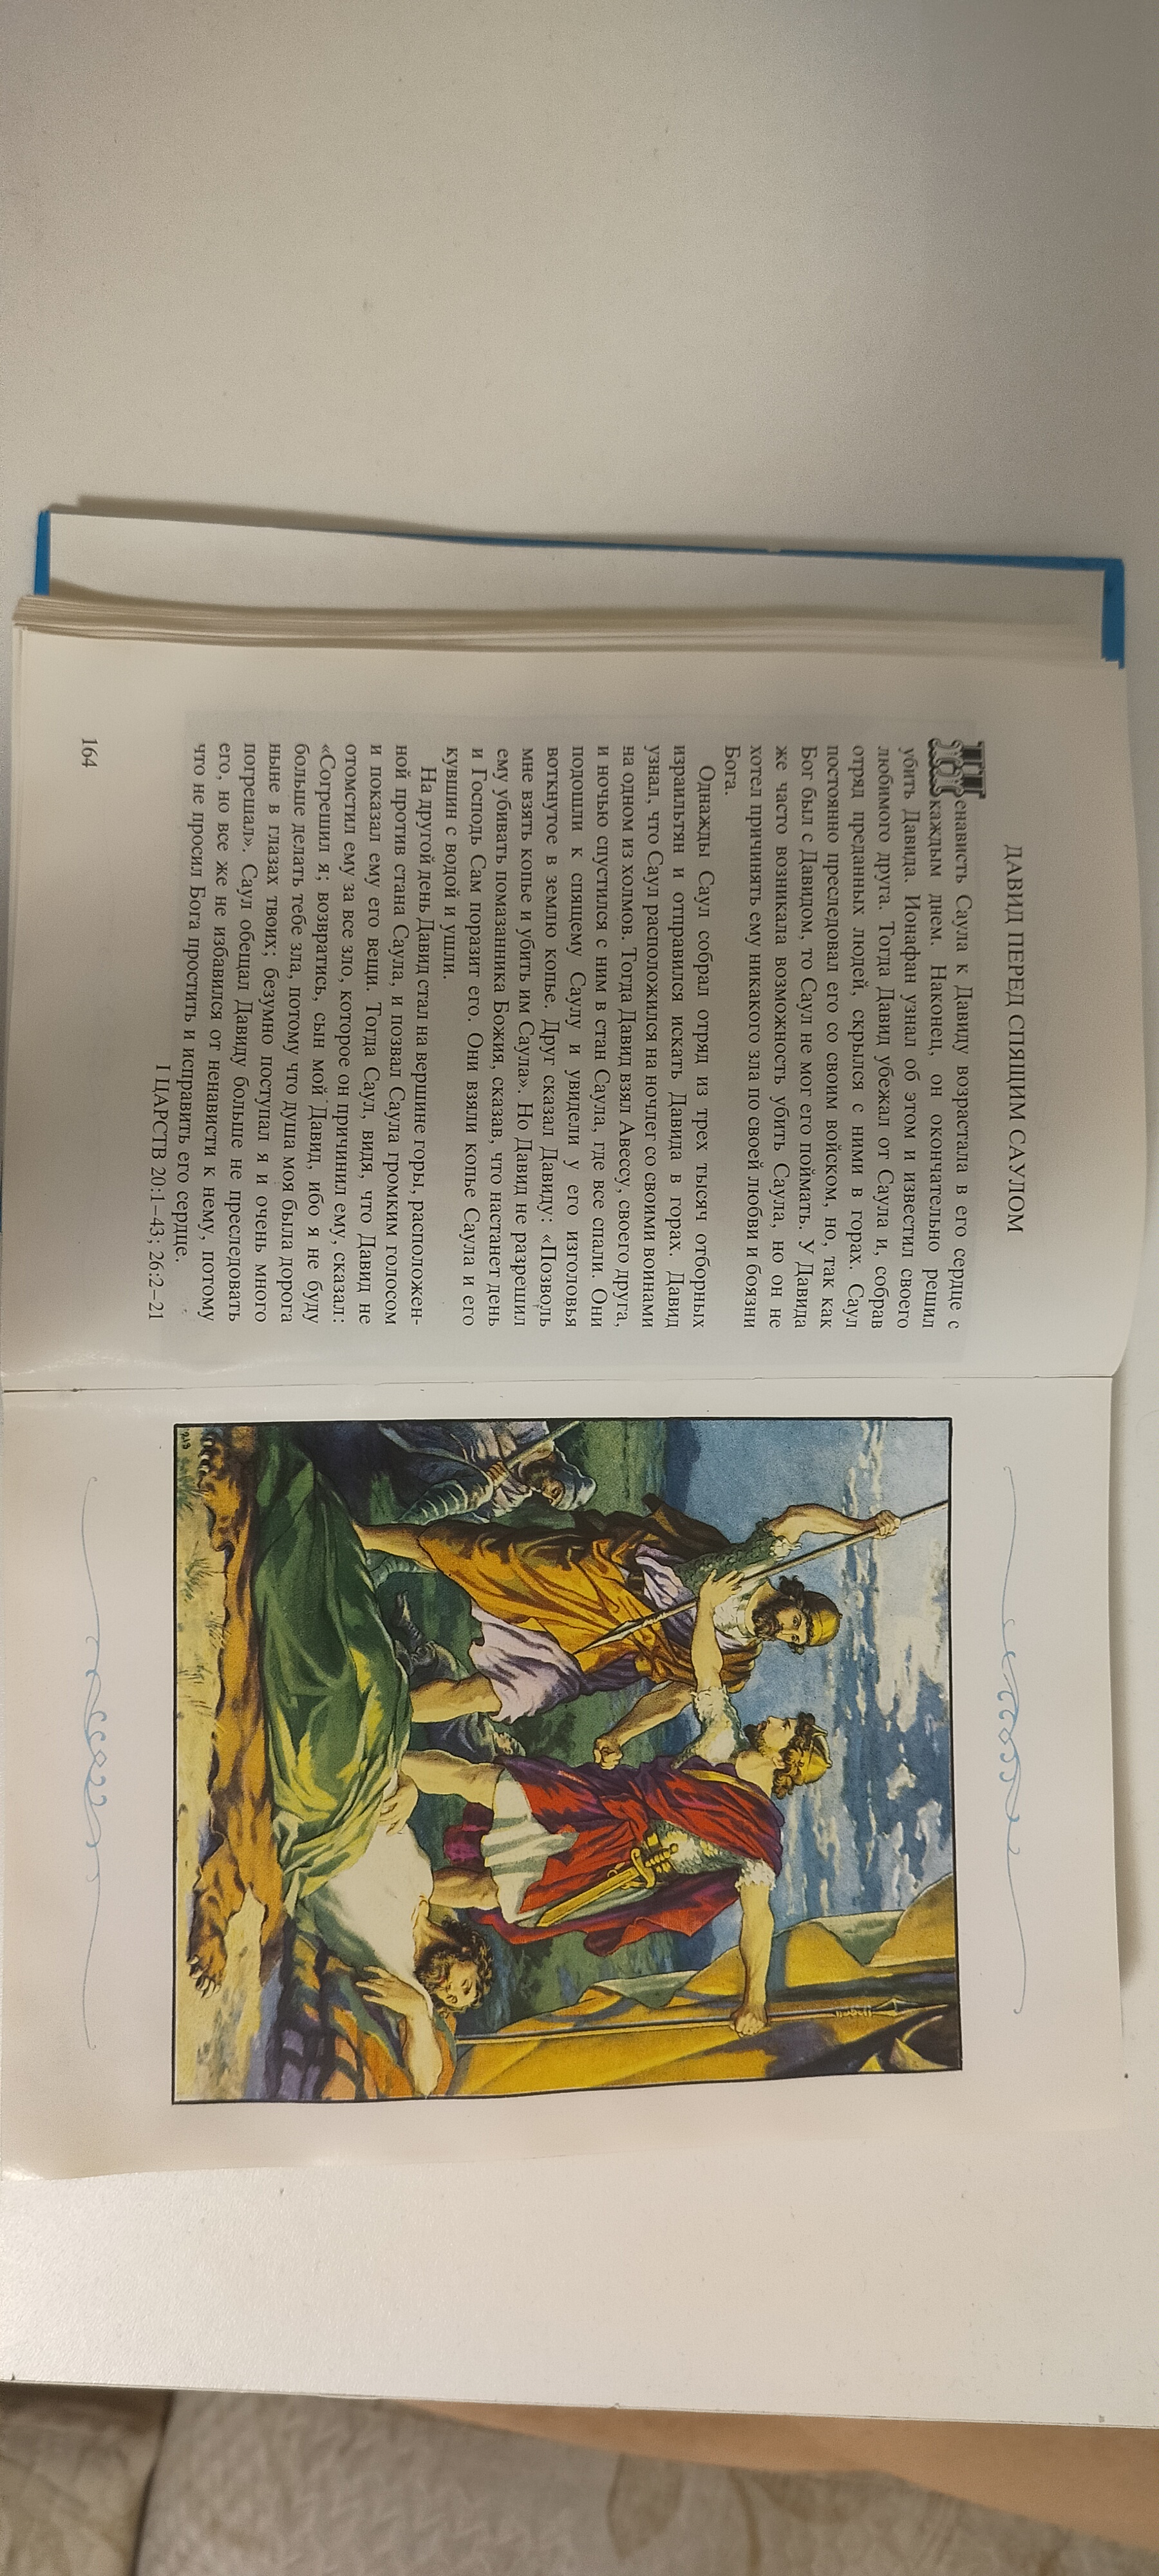 ДАВИД ПЕРЕД СПЯЩИМ САУЛОМ
Ненависть Саула к Давиду возрастала в его сердце с
каждым днем. Наконец, он окончательно решил
убить Давида. Ионафан узнал об этом и известил своего
любимого друга. Тогда Давид убежал от Саула и, собрав
отряд преданных людей, скрылся с ними в горах. Саул
постоянно преследовал его со своим войском, но, так как
Бог был с Давидом, то Саул не мог его поймать. У Давида
же часто возникала возможность убить Саула, но он не
хотел причинять ему никакого зла по своей любви и боязни
Бога.
Однажды Саул собрал отряд из трех тысяч отборных
израильтян и отправился искать Давида в горах. Давид
узнал, что Саул расположился на ночлег со своими воинами
на одном из холмов. Тогда Давид взял Авессу, своего друга,
и ночью спустился с ним в стан Саула, где все спали. Они
подошли к спящему Саулу и увидели у его изголовья
воткнутое в землю копье. Друг сказал Давиду: «Позволь
мне взять копье и убить им Саула». Но Давид не разрешил
ему убивать помазанника Божия, сказав, что настанет день
и Господь Сам поразит его. Они взяли копье Саула и его
кувшин с водой и ушли.
На другой день Давид стал на вершине горы, расположен-
ной против стана Саула, и позвал Саула громким голосом
и показал ему его вещи. Тогда Саул, видя, что Давид не
отомстил ему за все зло, которое он причинил ему, сказал:
«Согрешил я; возвратись, сын мой Давид, ибо я не буду
больше делать тебе зла, потому что душа моя была дорога
ныне в глазах твоих; безумно поступал я и очень много
погрешал». Саул обещал Давиду больше не преследовать
его, но все же не избавился от ненависти к нему, потому
что не просил Бога простить и исправить его сердце.
I ЦАРСТВ 20:1–43; 26:2–21
164